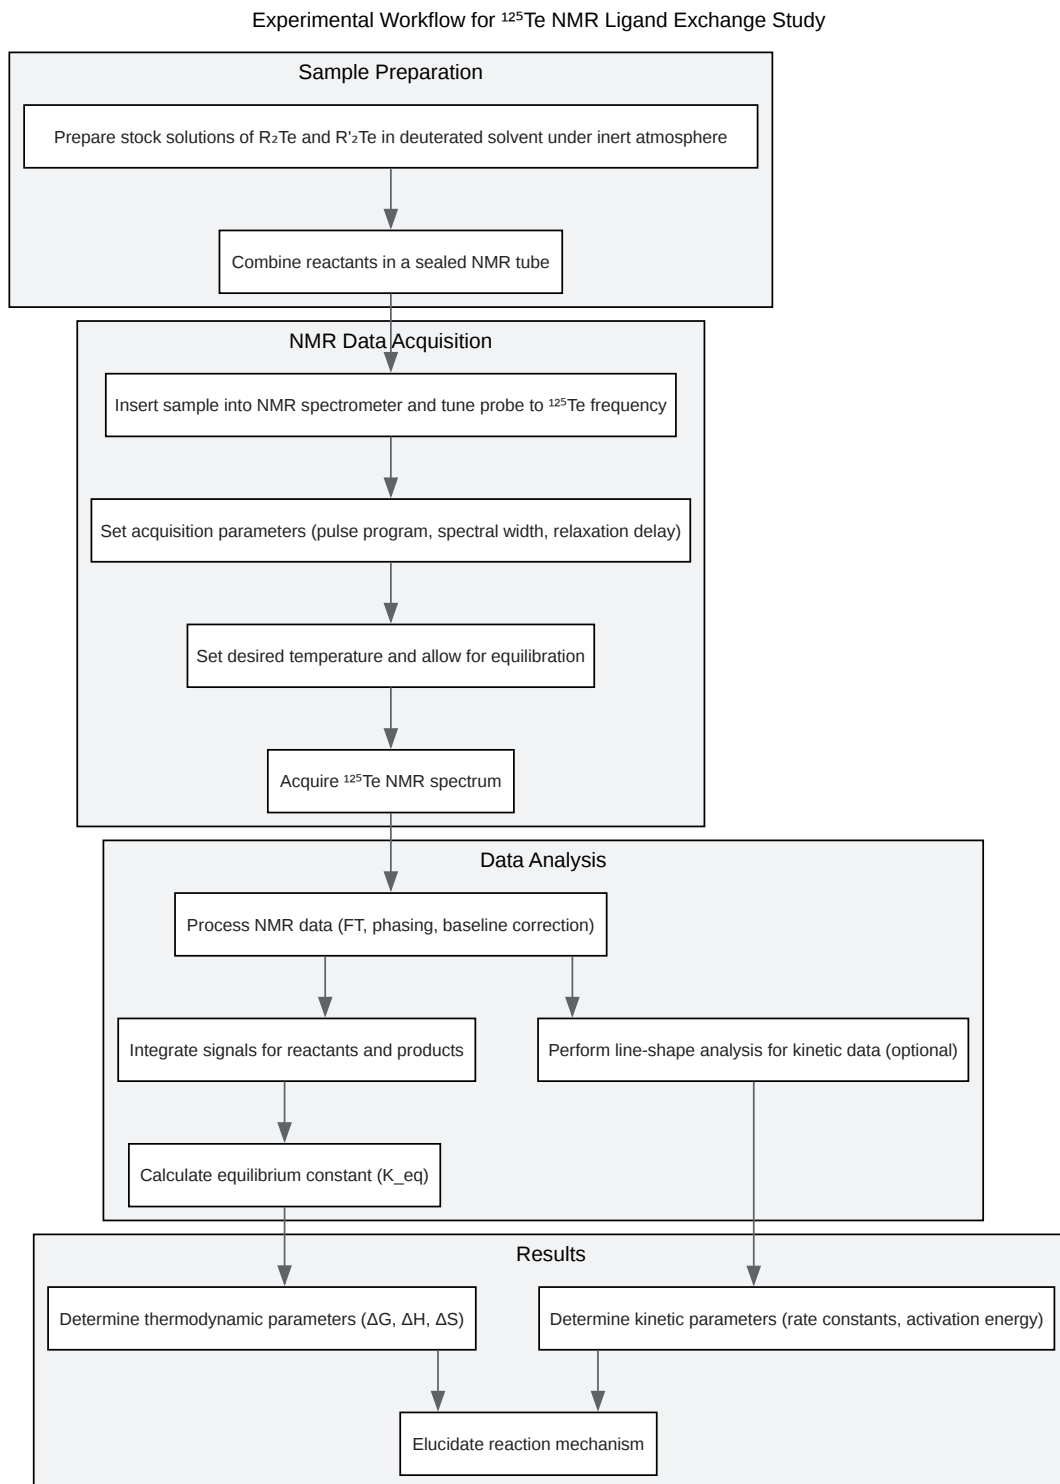 Experimental Workflow for ¹²⁵Te NMR Ligand Exchange Study
Sample Preparation
Prepare stock solutions of R₂Te and R'₂Te in deuterated solvent under inert atmosphere
Combine reactants in a sealed NMR tube
NMR Data Acquisition
Insert sample into NMR spectrometer and tune probe to ¹²⁵Te frequency
Set acquisition parameters (pulse program, spectral width, relaxation delay)
Set desired temperature and allow for equilibration
Acquire ¹²⁵Te NMR spectrum
Data Analysis
Process NMR data (FT, phasing, baseline correction)
Integrate signals for reactants and products
Perform line-shape analysis for kinetic data (optional)
Calculate equilibrium constant (K_eq)
Results
Determine thermodynamic parameters (ΔG, ΔH, ΔS)
Determine kinetic parameters (rate constants, activation energy)
Elucidate reaction mechanism